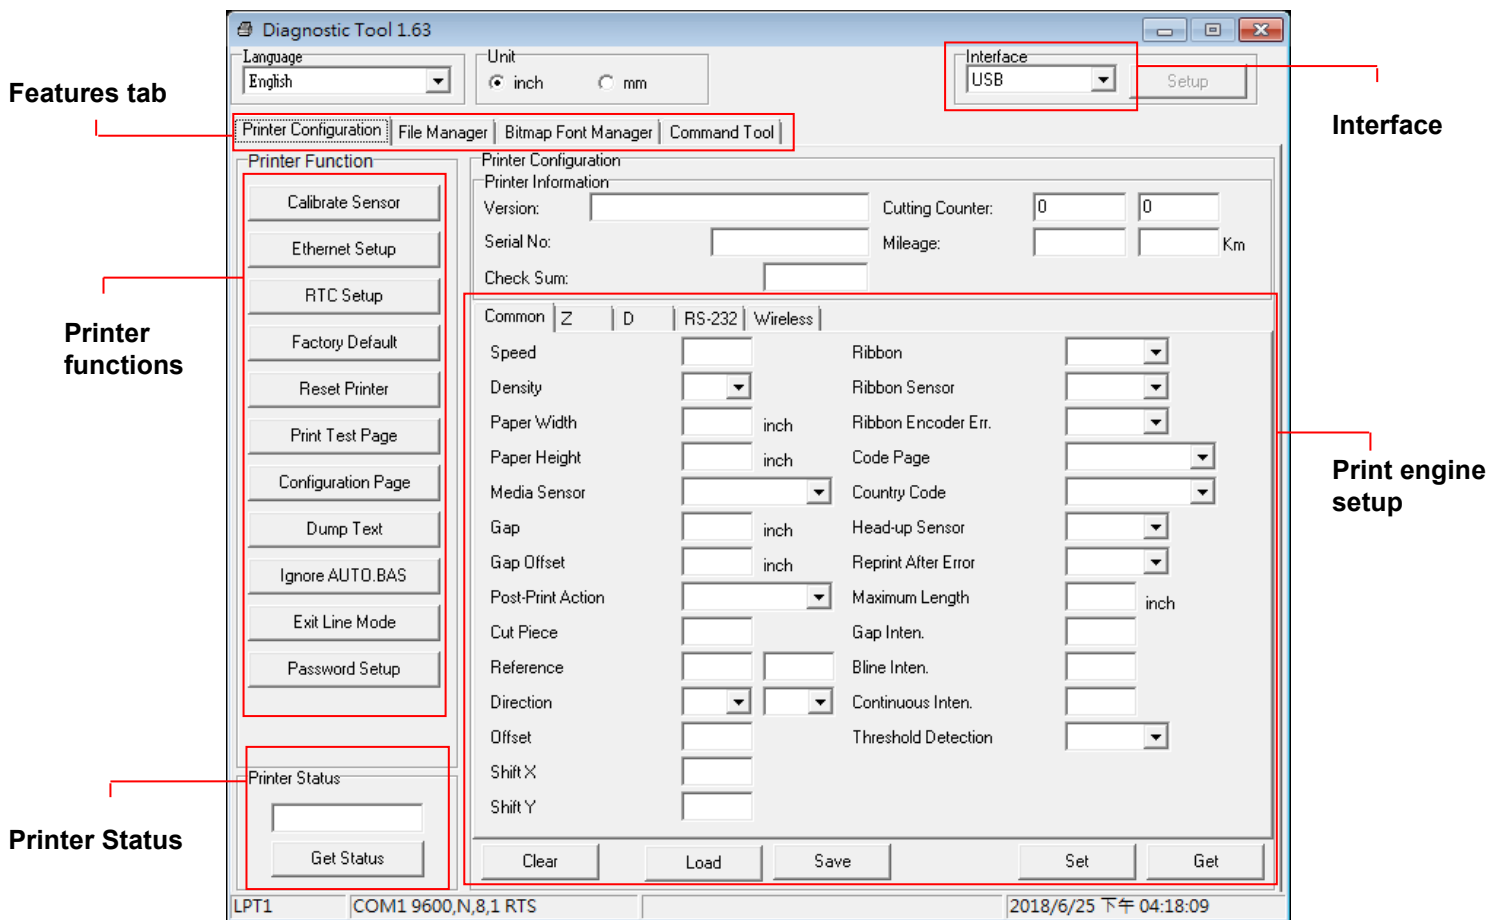 Diagnostic Tool 1.63
Language
Unit
Interface
English
inch
mm
USB
Setup
Features tab
Interface
Printer Configuration
File Manager
Bitmap Font Manager
Command Tool
Printer Function
Printer Configuration
Printer Information
Calibrate Sensor
Version:
Cutting Counter:
0
0
Ethernet Setup
Serial No:
Mileage:
Km
Check Sum:
RTC Setup
Printer
functions
Factory Default
Reset Printer
Print Test Page
Configuration Page
Dump Text
Ignore AUTO.BAS
Exit Line Mode
Password Setup
Common
Z
D
RS-232
Wireless
Speed
Ribbon
Density
Ribbon Sensor
Paper Width
inch
Ribbon Encoder Err.
Paper Height
inch
Code Page
Media Sensor
Country Code
Gap
inch
Head-up Sensor
Gap Offset
inch
Reprint After Error
Post-Print Action
Maximum Length
inch
Cut Piece
Gap Inten.
Reference
Bline Inten.
Direction
Continuous Inten.
Offset
Threshold Detection
Shift X
Shift Y
Print engine
setup
Printer Status
Printer Status
Get Status
Clear
Load
Save
Set
Get
LPT1
COM1 9600,N,8,1 RTS
2018/6/25 下午 04:18:09